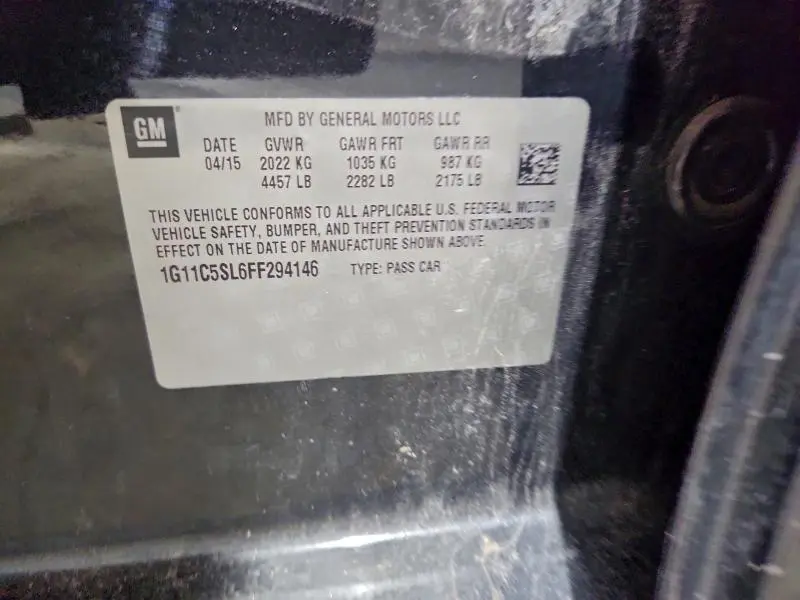 GM
MFD BY GENERAL MOTORS LLC
DATE GVWR GAWR FRT GAWR RR
04/15 2022 KG 1035 KG 987 KG
4457 LB 2282 LB 2175 LB
THIS VEHICLE CONFORMS TO ALL APPLICABLE U.S. FEDERAL MOTOR
VEHICLE SAFETY, BUMPER, AND THEFT PREVENTION STANDARDS IN
EFFECT ON THE DATE OF MANUFACTURE SHOWN ABOVE.
1G11C5SL6FF294146 TYPE: PASS CAR